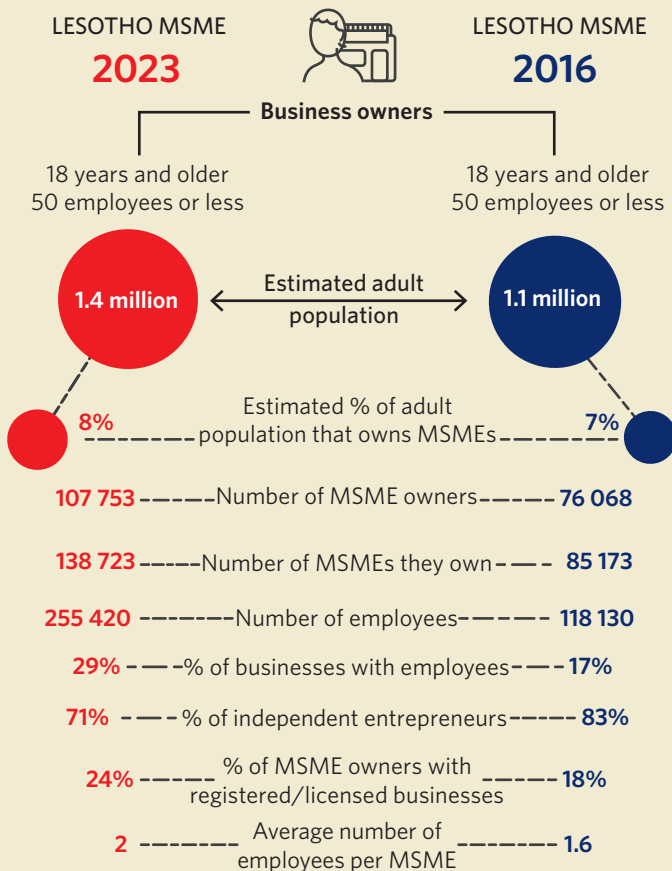 LESOTHO MSME
2023
LESOTHO MSME
2016
Business owners
18 years and older
50 employees or less
18 years and older
50 employees or less
1.4 million
Estimated adult
population
1.1 million
8%
Estimated % of adult
population that owns MSMEs
7%
107 753 Number of MSME owners 76 068
138 723 Number of MSMEs they own 85 173
255 420 Number of employees 118 130
29% % of businesses with employees 17%
71% % of independent entrepreneurs 83%
24%
% of MSME owners with
registered/licensed businesses
18%
2
Average number of
employees per MSME
1.6